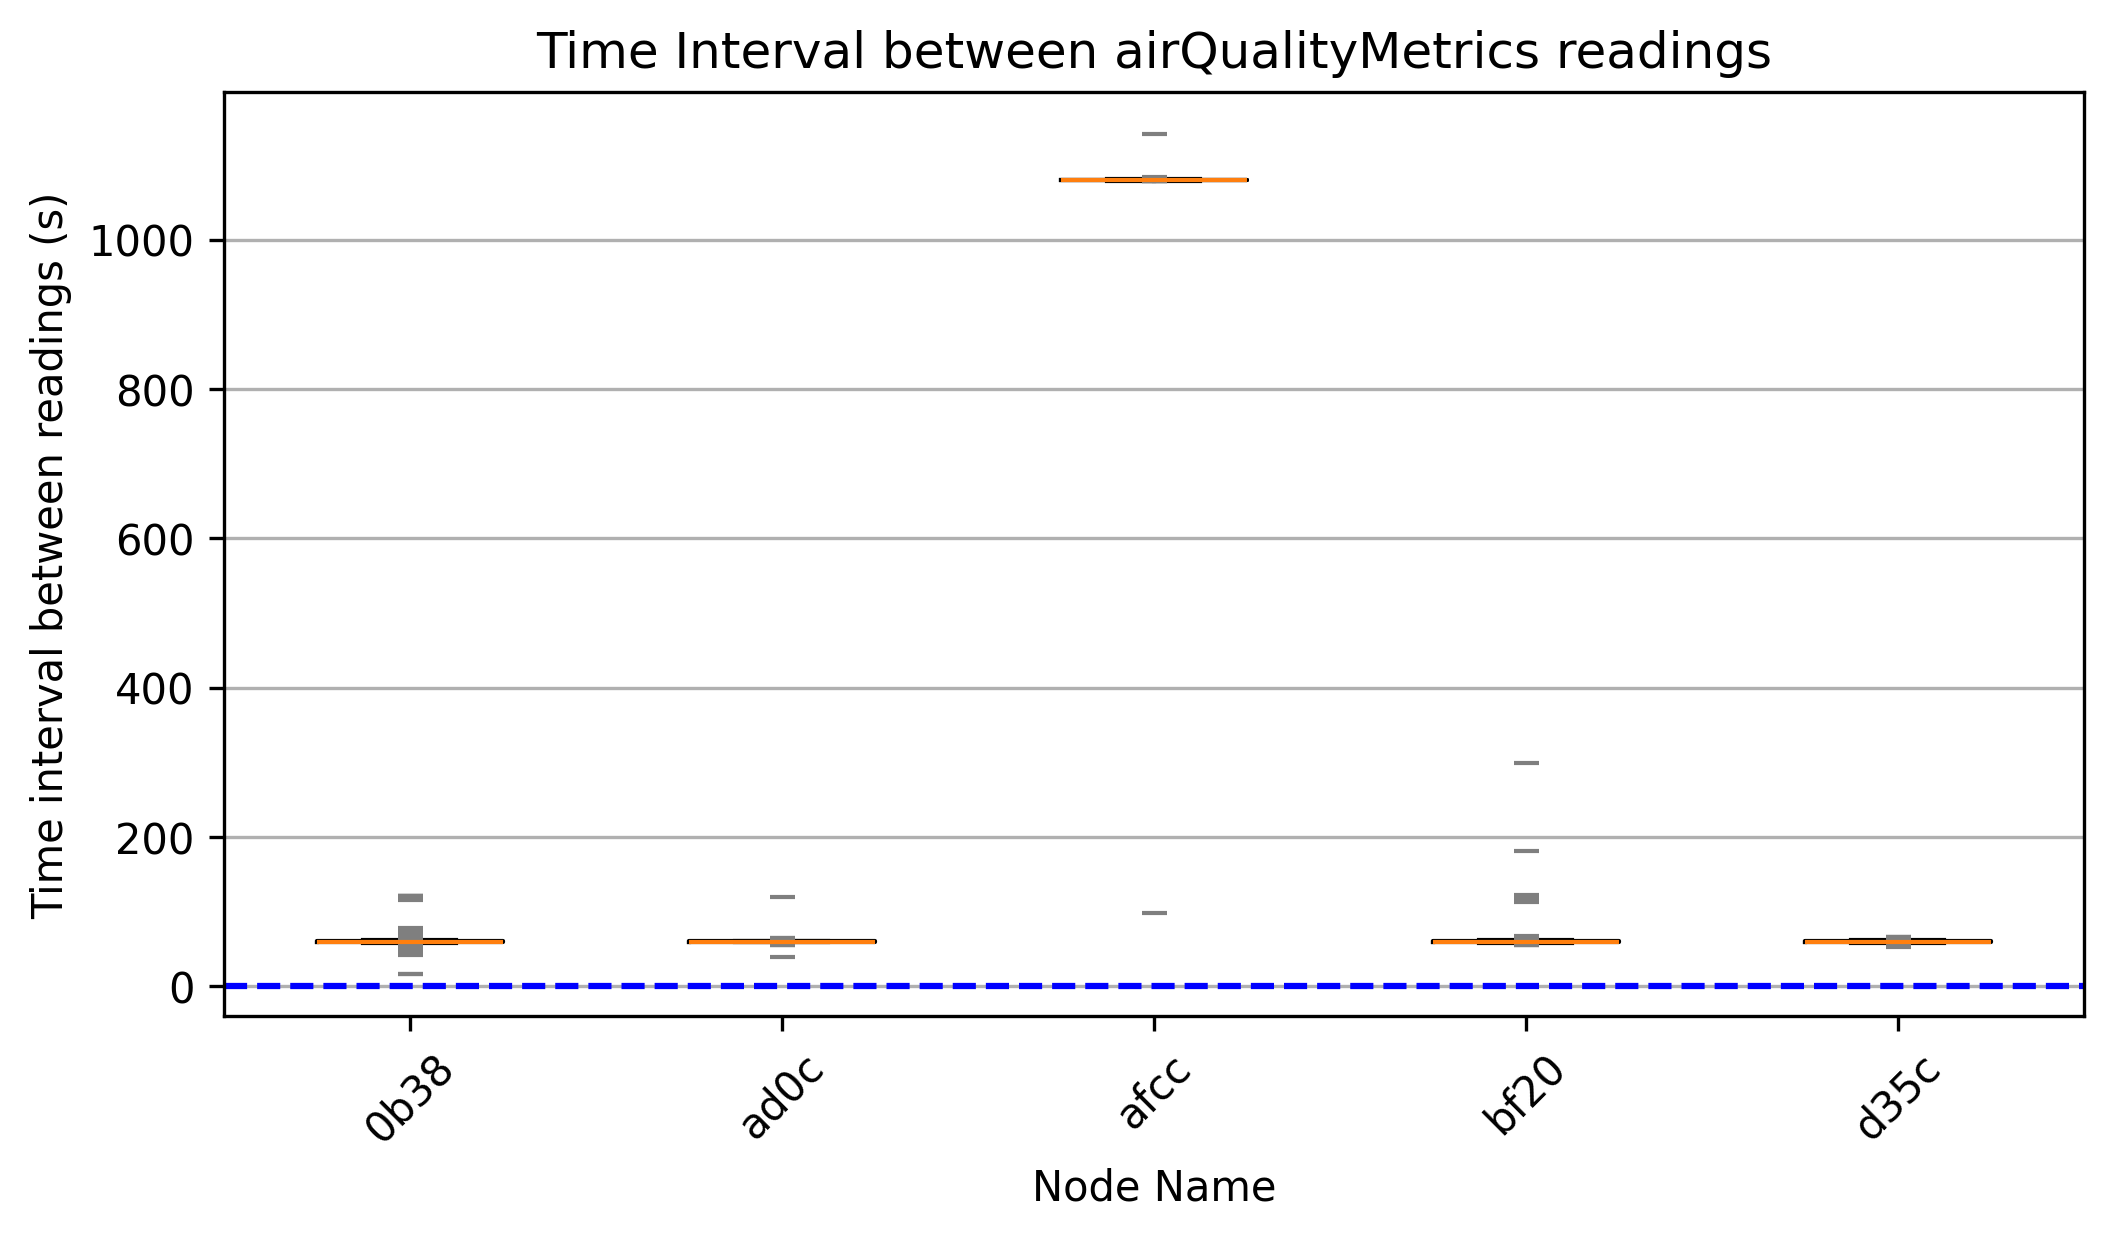 Time Interval between airQualityMetrics readings
Time interval between readings (s)
1000
800
600
400
200
0
0b38
ad0c
afcc
bf20
d35c
Node Name